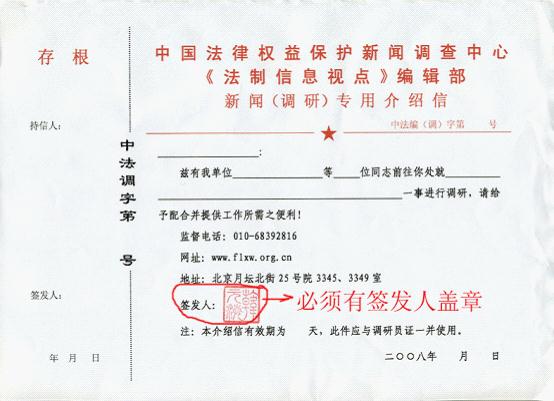 存 根
持信人：
签发人：
年 月 日
中法调字第 号
中国法律权益保护新闻调查中心
《法制信息视点》编辑部
新闻（调研）专用介绍信
中法编（调）字第 号
：
兹有我单位 等 位同志前往你处就
一事进行调研，请给
予配合并提供工作所需之便利！
监督电话：010-68392816
网址：www.flxw.org.cn
地址：北京月坛北街25号院3345、3349室
签发人：
必须有签发人盖章
注：本介绍信有效期为 天，此件应与调研员证一并使用。
二〇〇八年 月 日